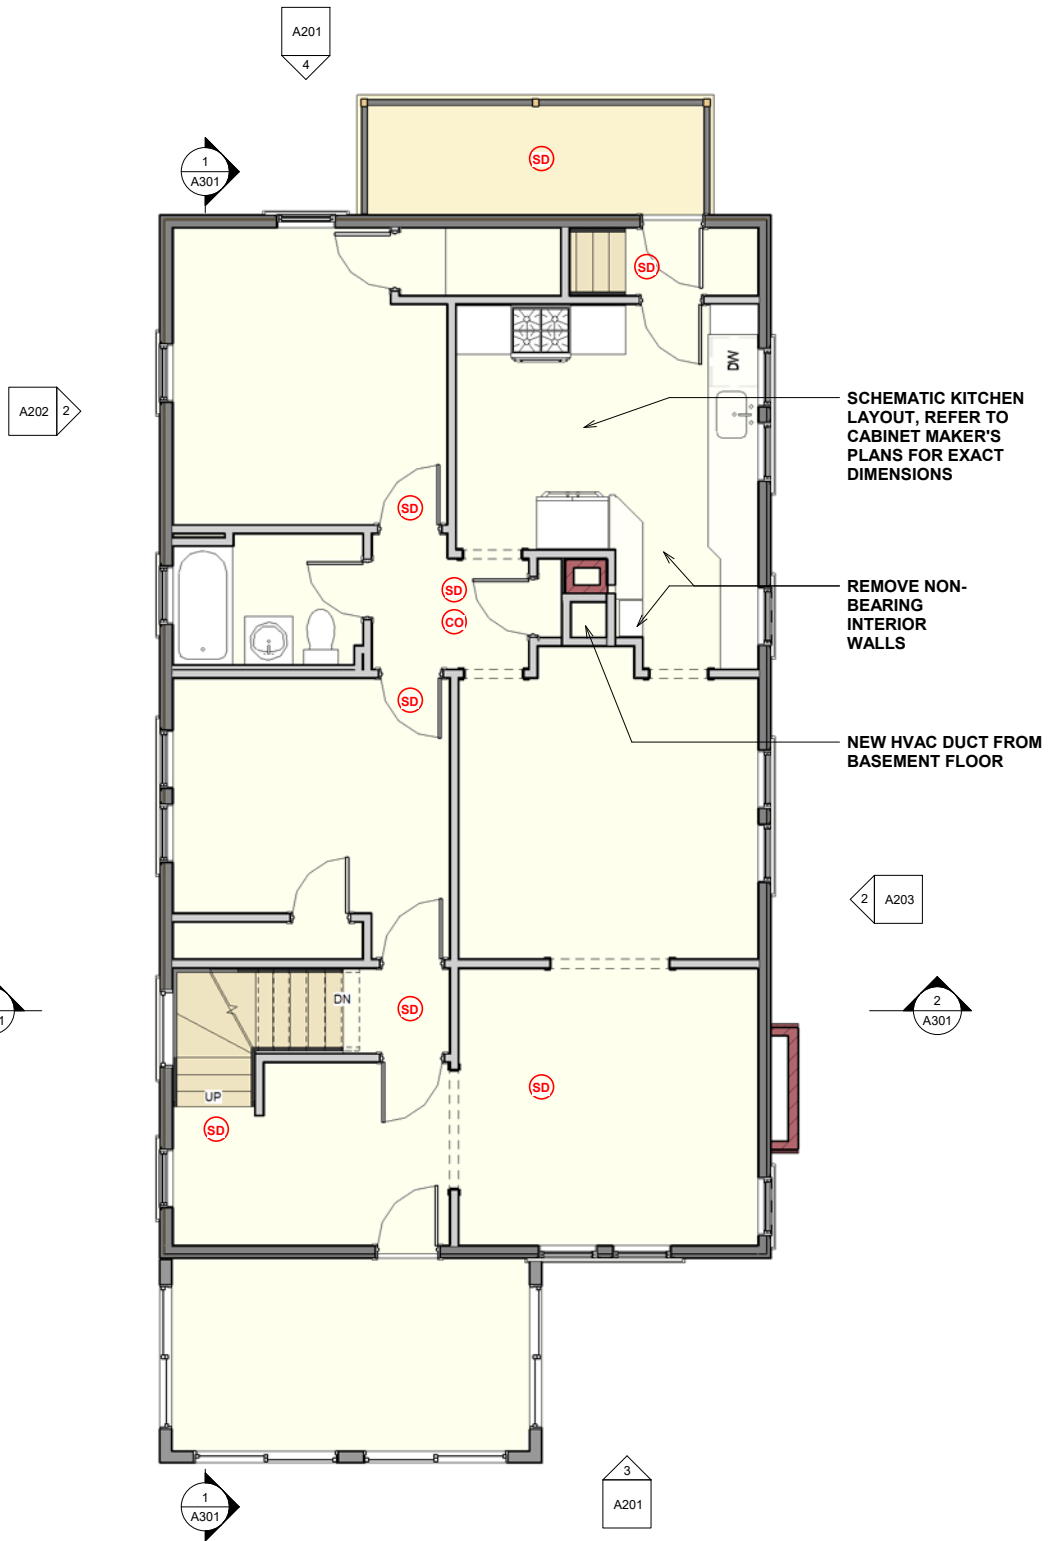 A201
4
SD
1
A301
SD
DW
A202
2
SCHEMATIC KITCHEN
LAYOUT, REFER TO
CABINET MAKER'S
PLANS FOR EXACT
DIMENSIONS
SD
SD
CO
REMOVE NON-
BEARING
INTERIOR
WALLS
SD
NEW HVAC DUCT FROM
BASEMENT FLOOR
2
A203
DN
SD
2
A301
1
UP
SD
SD
3
A201
1
A301